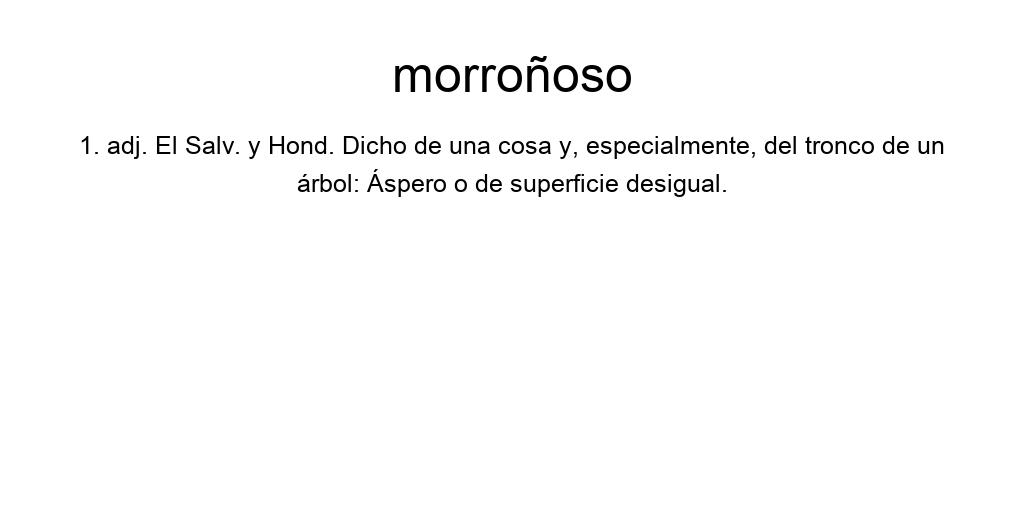 morroñoso
1. adj. El Salv. y Hond. Dicho de una cosa y, especialmente, del tronco de un
árbol: Áspero o de superficie desigual.